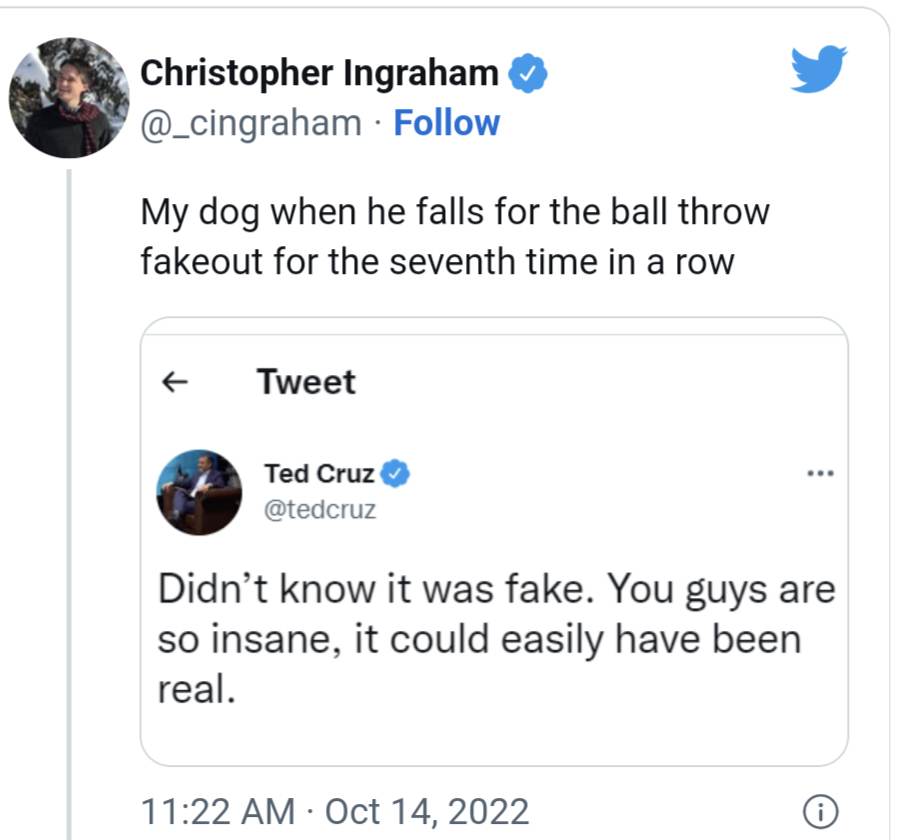 Christopher Ingraham
@_cingraham · Follow
My dog when he falls for the ball throw
fakeout for the seventh time in a row
← Tweet
Ted Cruz
@tedcruz
Didn’t know it was fake. You guys are
so insane, it could easily have been
real.
11:22 AM · Oct 14, 2022